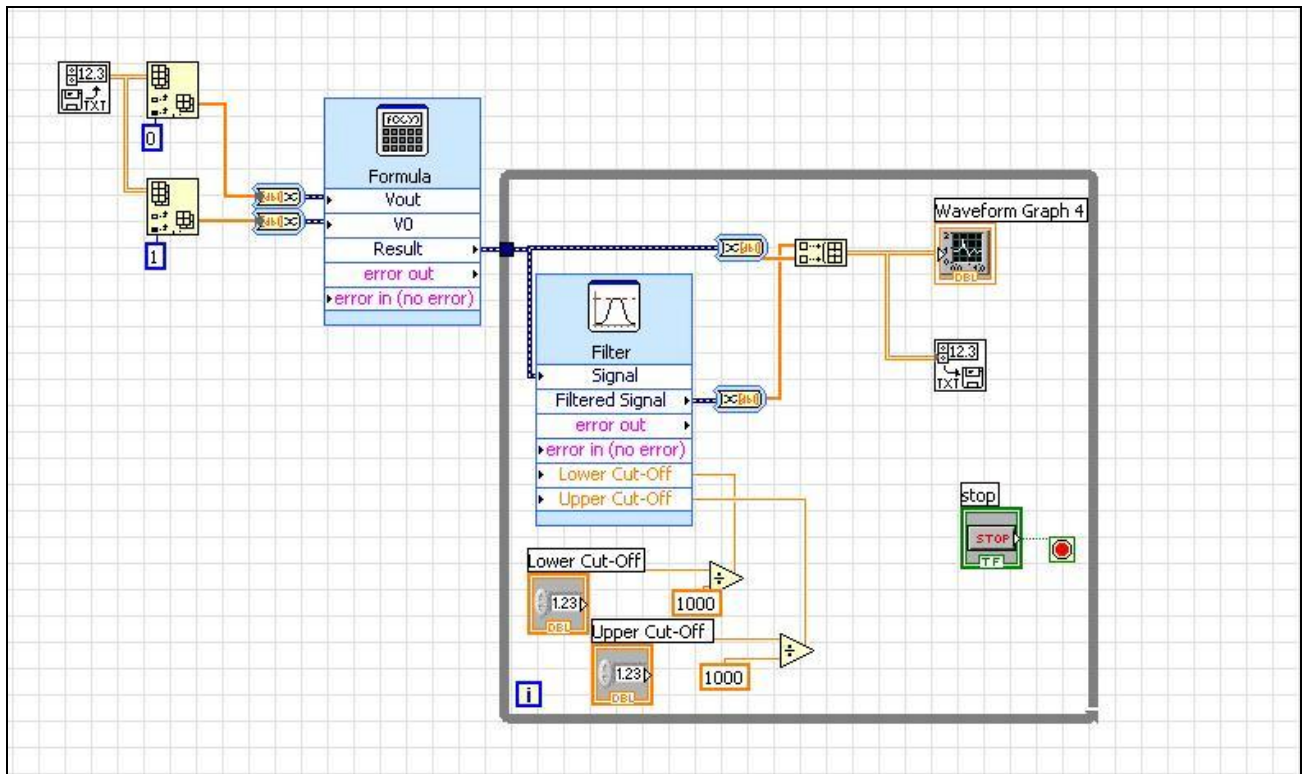 12.3
TXT
0
1
f(x,y)
Formula
Vout
V0
Result
error out
error in (no error)
Waveform Graph 4
DBL
12.3
TXT
Filter
Signal
Filtered Signal
error out
error in (no error)
Lower Cut-Off
Upper Cut-Off
stop
STOP
TF
Lower Cut-Off
1.23
DBL
1000
Upper Cut-Off
1.23
DBL
1000
i